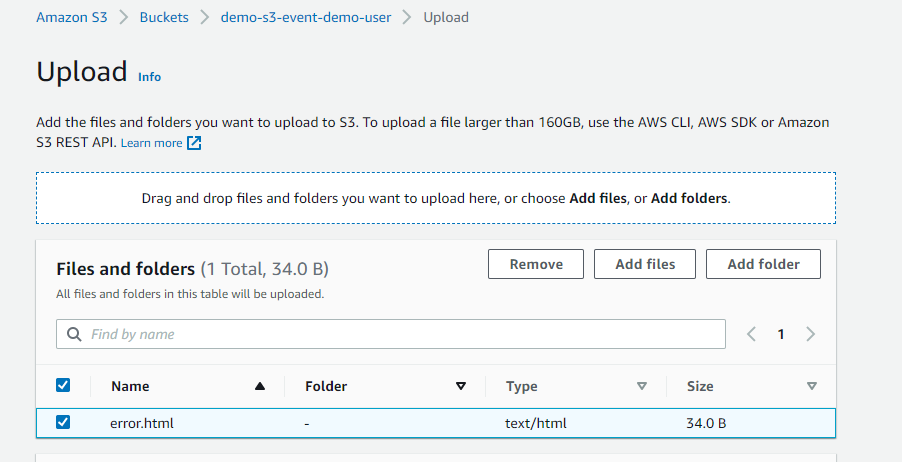 Amazon S3 > Buckets > demo-s3-event-demo-user > Upload
Upload Info
Add the files and folders you want to upload to S3. To upload a file larger than 160GB, use the AWS CLI, AWS SDK or Amazon
S3 REST API. Learn more
Drag and drop files and folders you want to upload here, or choose Add files, or Add folders.
Files and folders (1 Total, 34.0 B)
Remove
Add files
Add folder
All files and folders in this table will be uploaded.
Find by name
1
Name Folder Type Size
error.html - text/html 34.0 B